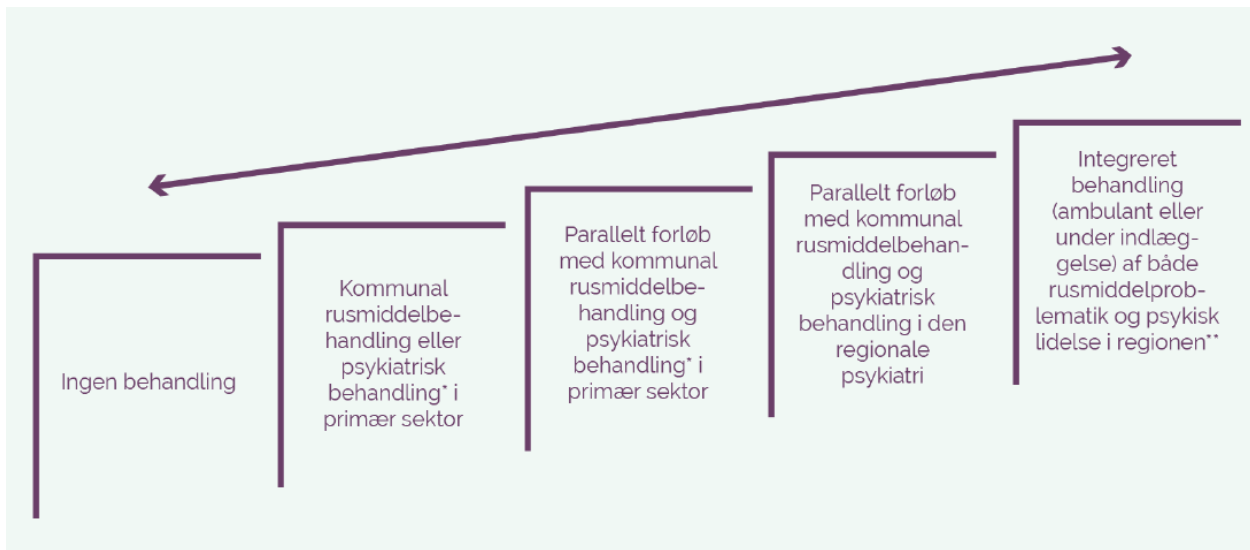 Ingen behandling
Kommunal
rusmiddelbe-
handling eller
psykiatrisk
behandling* i
primær sektor
Parallelt forløb
med kommunal
rusmiddelbe-
handling og
psykiatrisk
behandling* i
primær sektor
Parallelt forløb
med kommunal
rusmiddelbehan-
dling og
psykiatrisk
behandling i den
regionale
psykiatri
Integreret
behandling
(ambulant eller
under indlæg-
gelse) af både
rusmiddelprob-
lematik og psykisk
lidelse i regionen**